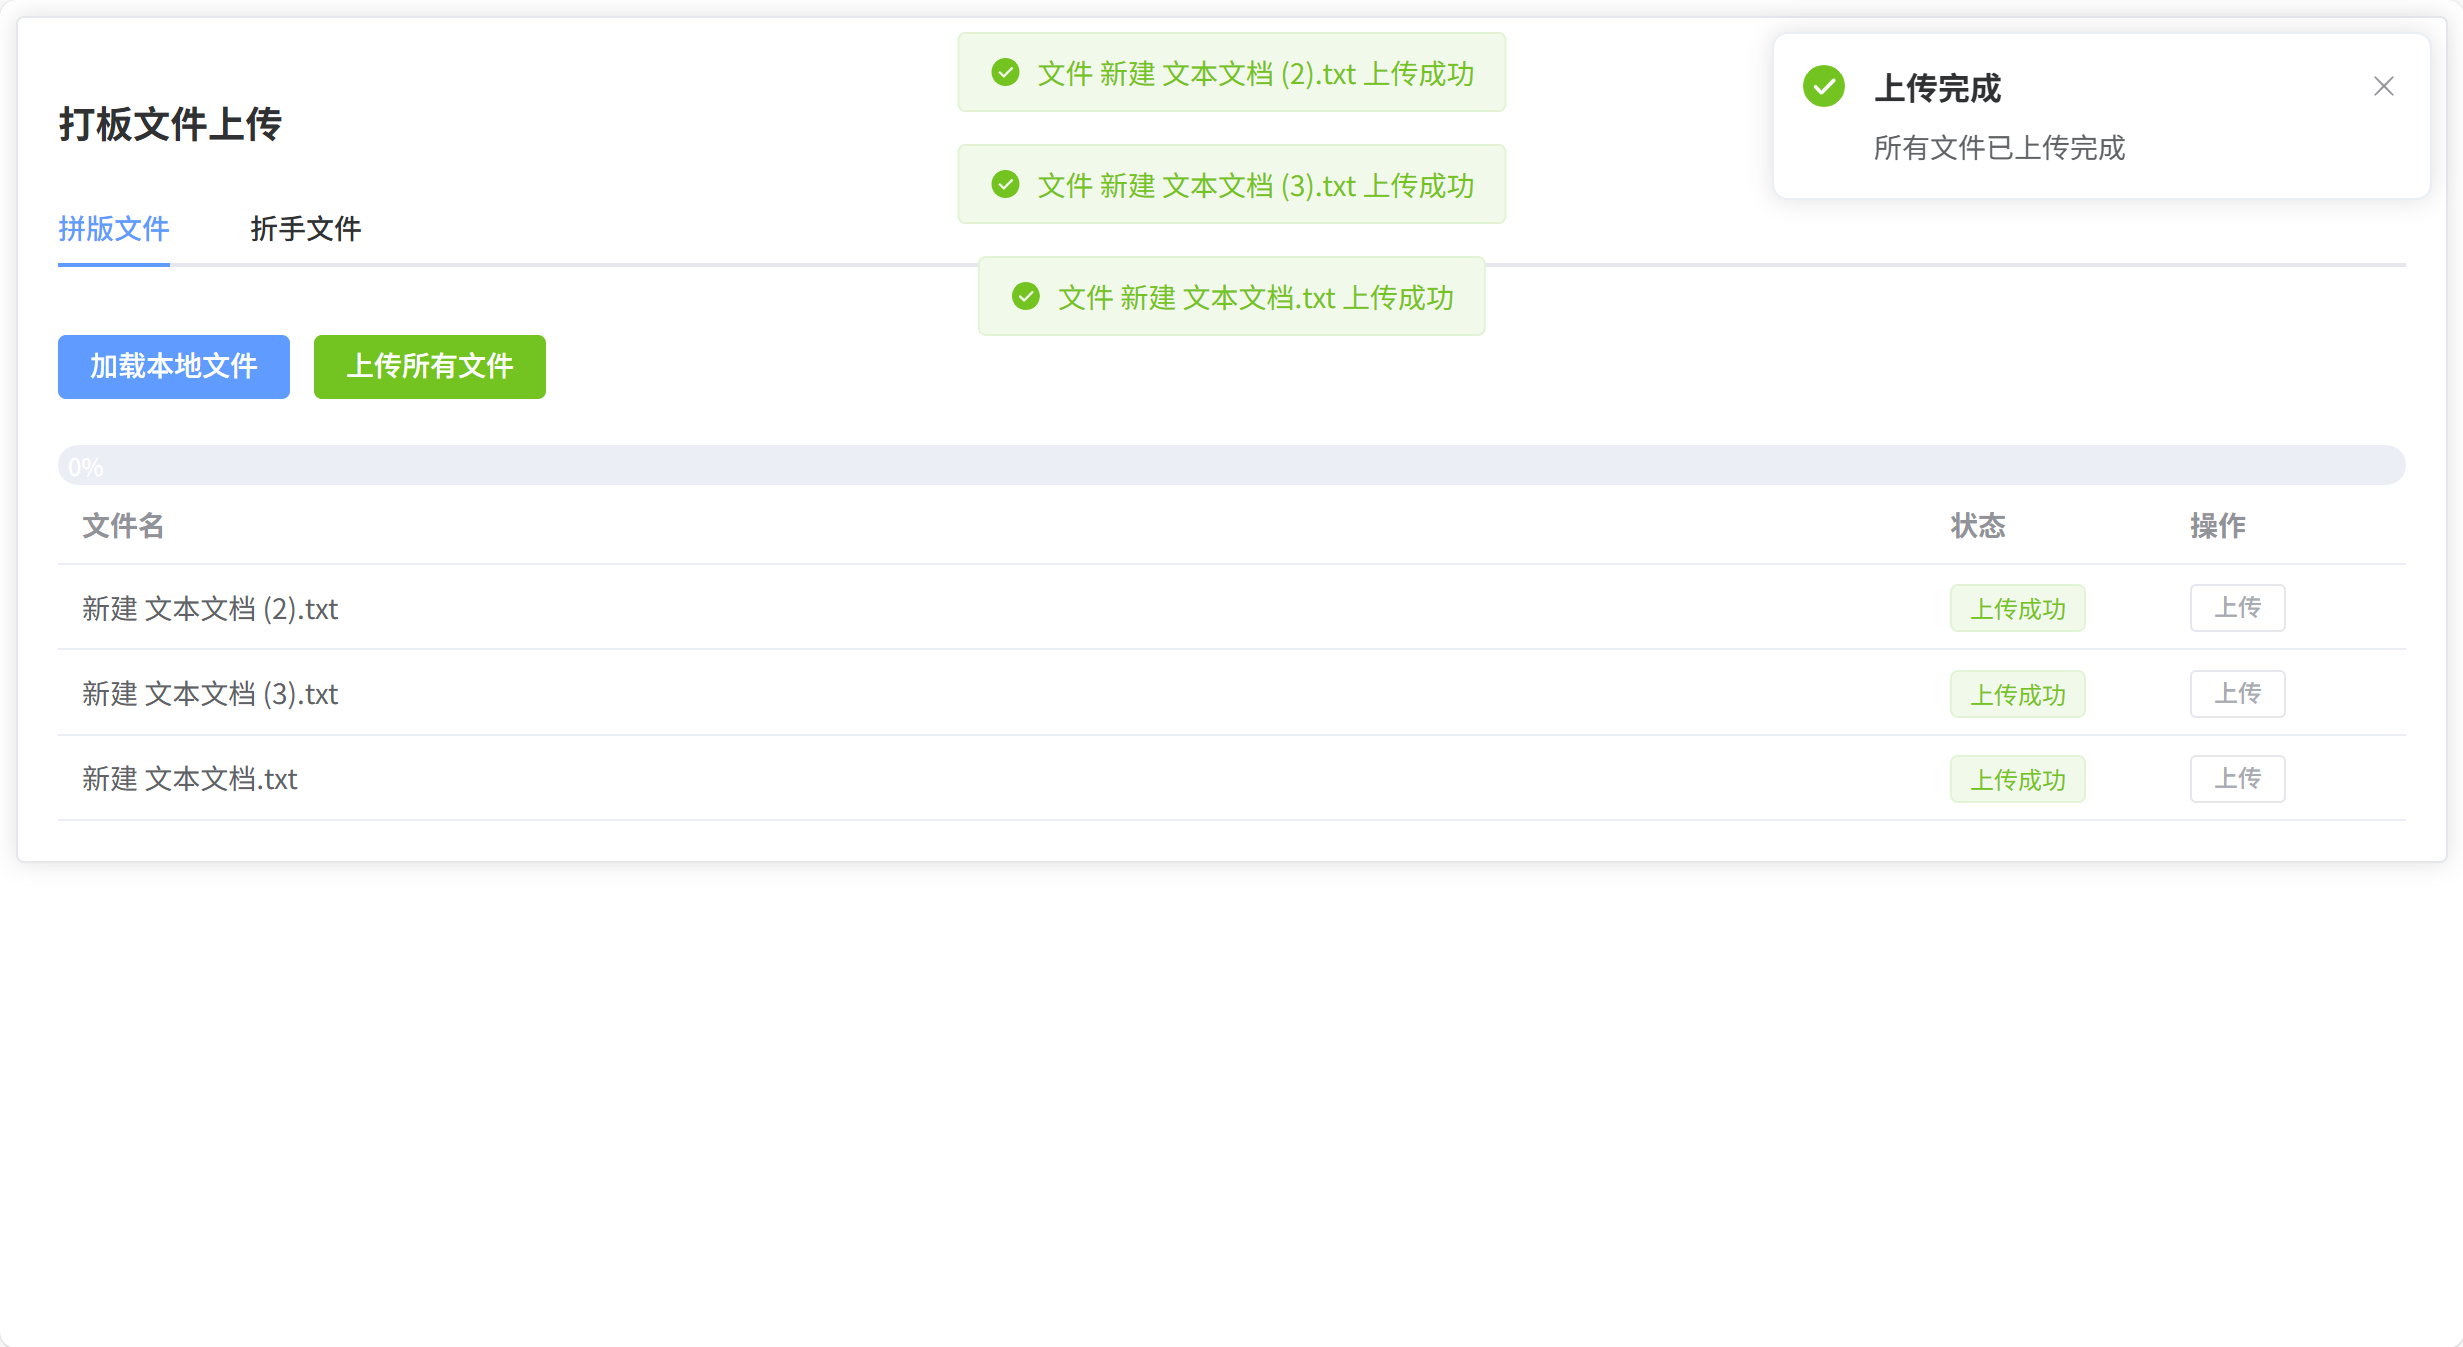 文件 新建 文本文档 (2).txt 上传成功
文件 新建 文本文档 (3).txt 上传成功
文件 新建 文本文档.txt 上传成功
上传完成
所有文件已上传完成
打板文件上传
拼版文件 折手文件
加载本地文件 上传所有文件
0%
文件名 状态 操作
新建 文本文档 (2).txt 上传成功 上传
新建 文本文档 (3).txt 上传成功 上传
新建 文本文档.txt 上传成功 上传